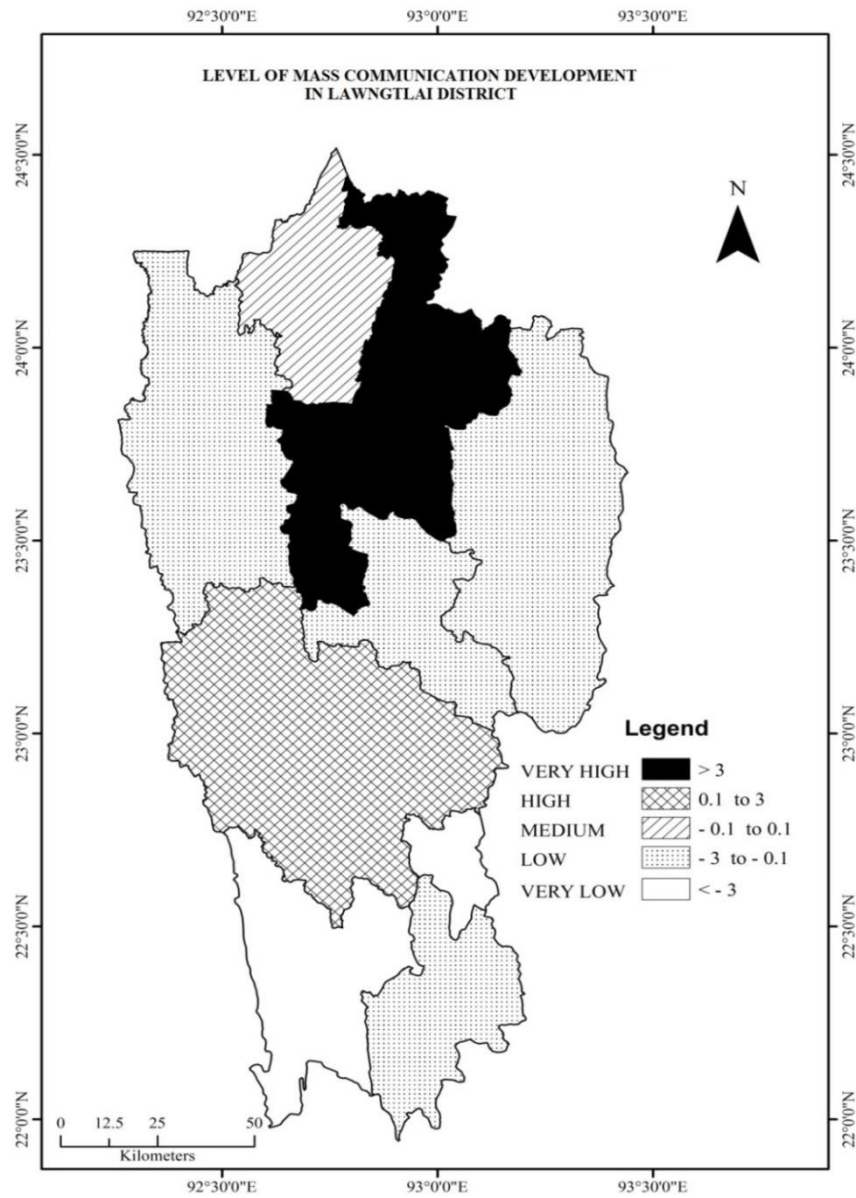 92°30'0"E 93°0'0"E 93°30'0"E
LEVEL OF MASS COMMUNICATION DEVELOPMENT
IN LAWNGTLAI DISTRICT
24°30'0"N 24°30'0"N
N
24°0'0"N 24°0'0"N
23°30'0"N 23°30'0"N
23°0'0"N 23°0'0"N
Legend
VERY HIGH > 3
HIGH 0.1 to 3
MEDIUM - 0.1 to 0.1
LOW - 3 to - 0.1
VERY LOW < - 3
22°30'0"N 22°30'0"N
22°0'0"N 22°0'0"N
0 12.5 25 50
Kilometers
92°30'0"E 93°0'0"E 93°30'0"E